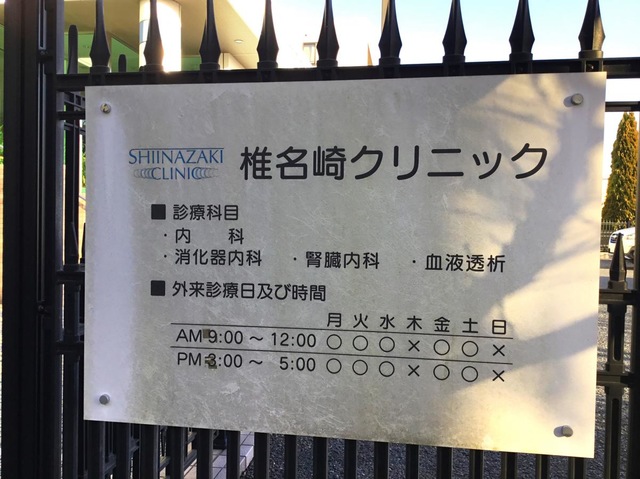 SHIINAZAKI
CLINIC
椎名崎クリニック
■ 診療科目
・内　　科
・消化器内科　・腎臓内科　・血液透析
■ 外来診療日及び時間
月 火 水 木 金 土 日
AM 9:00 ～ 12:00 ○ ○ ○ × ○ ○ ×
PM 3:00 ～ 5:00 ○ ○ ○ × ○ ○ ×